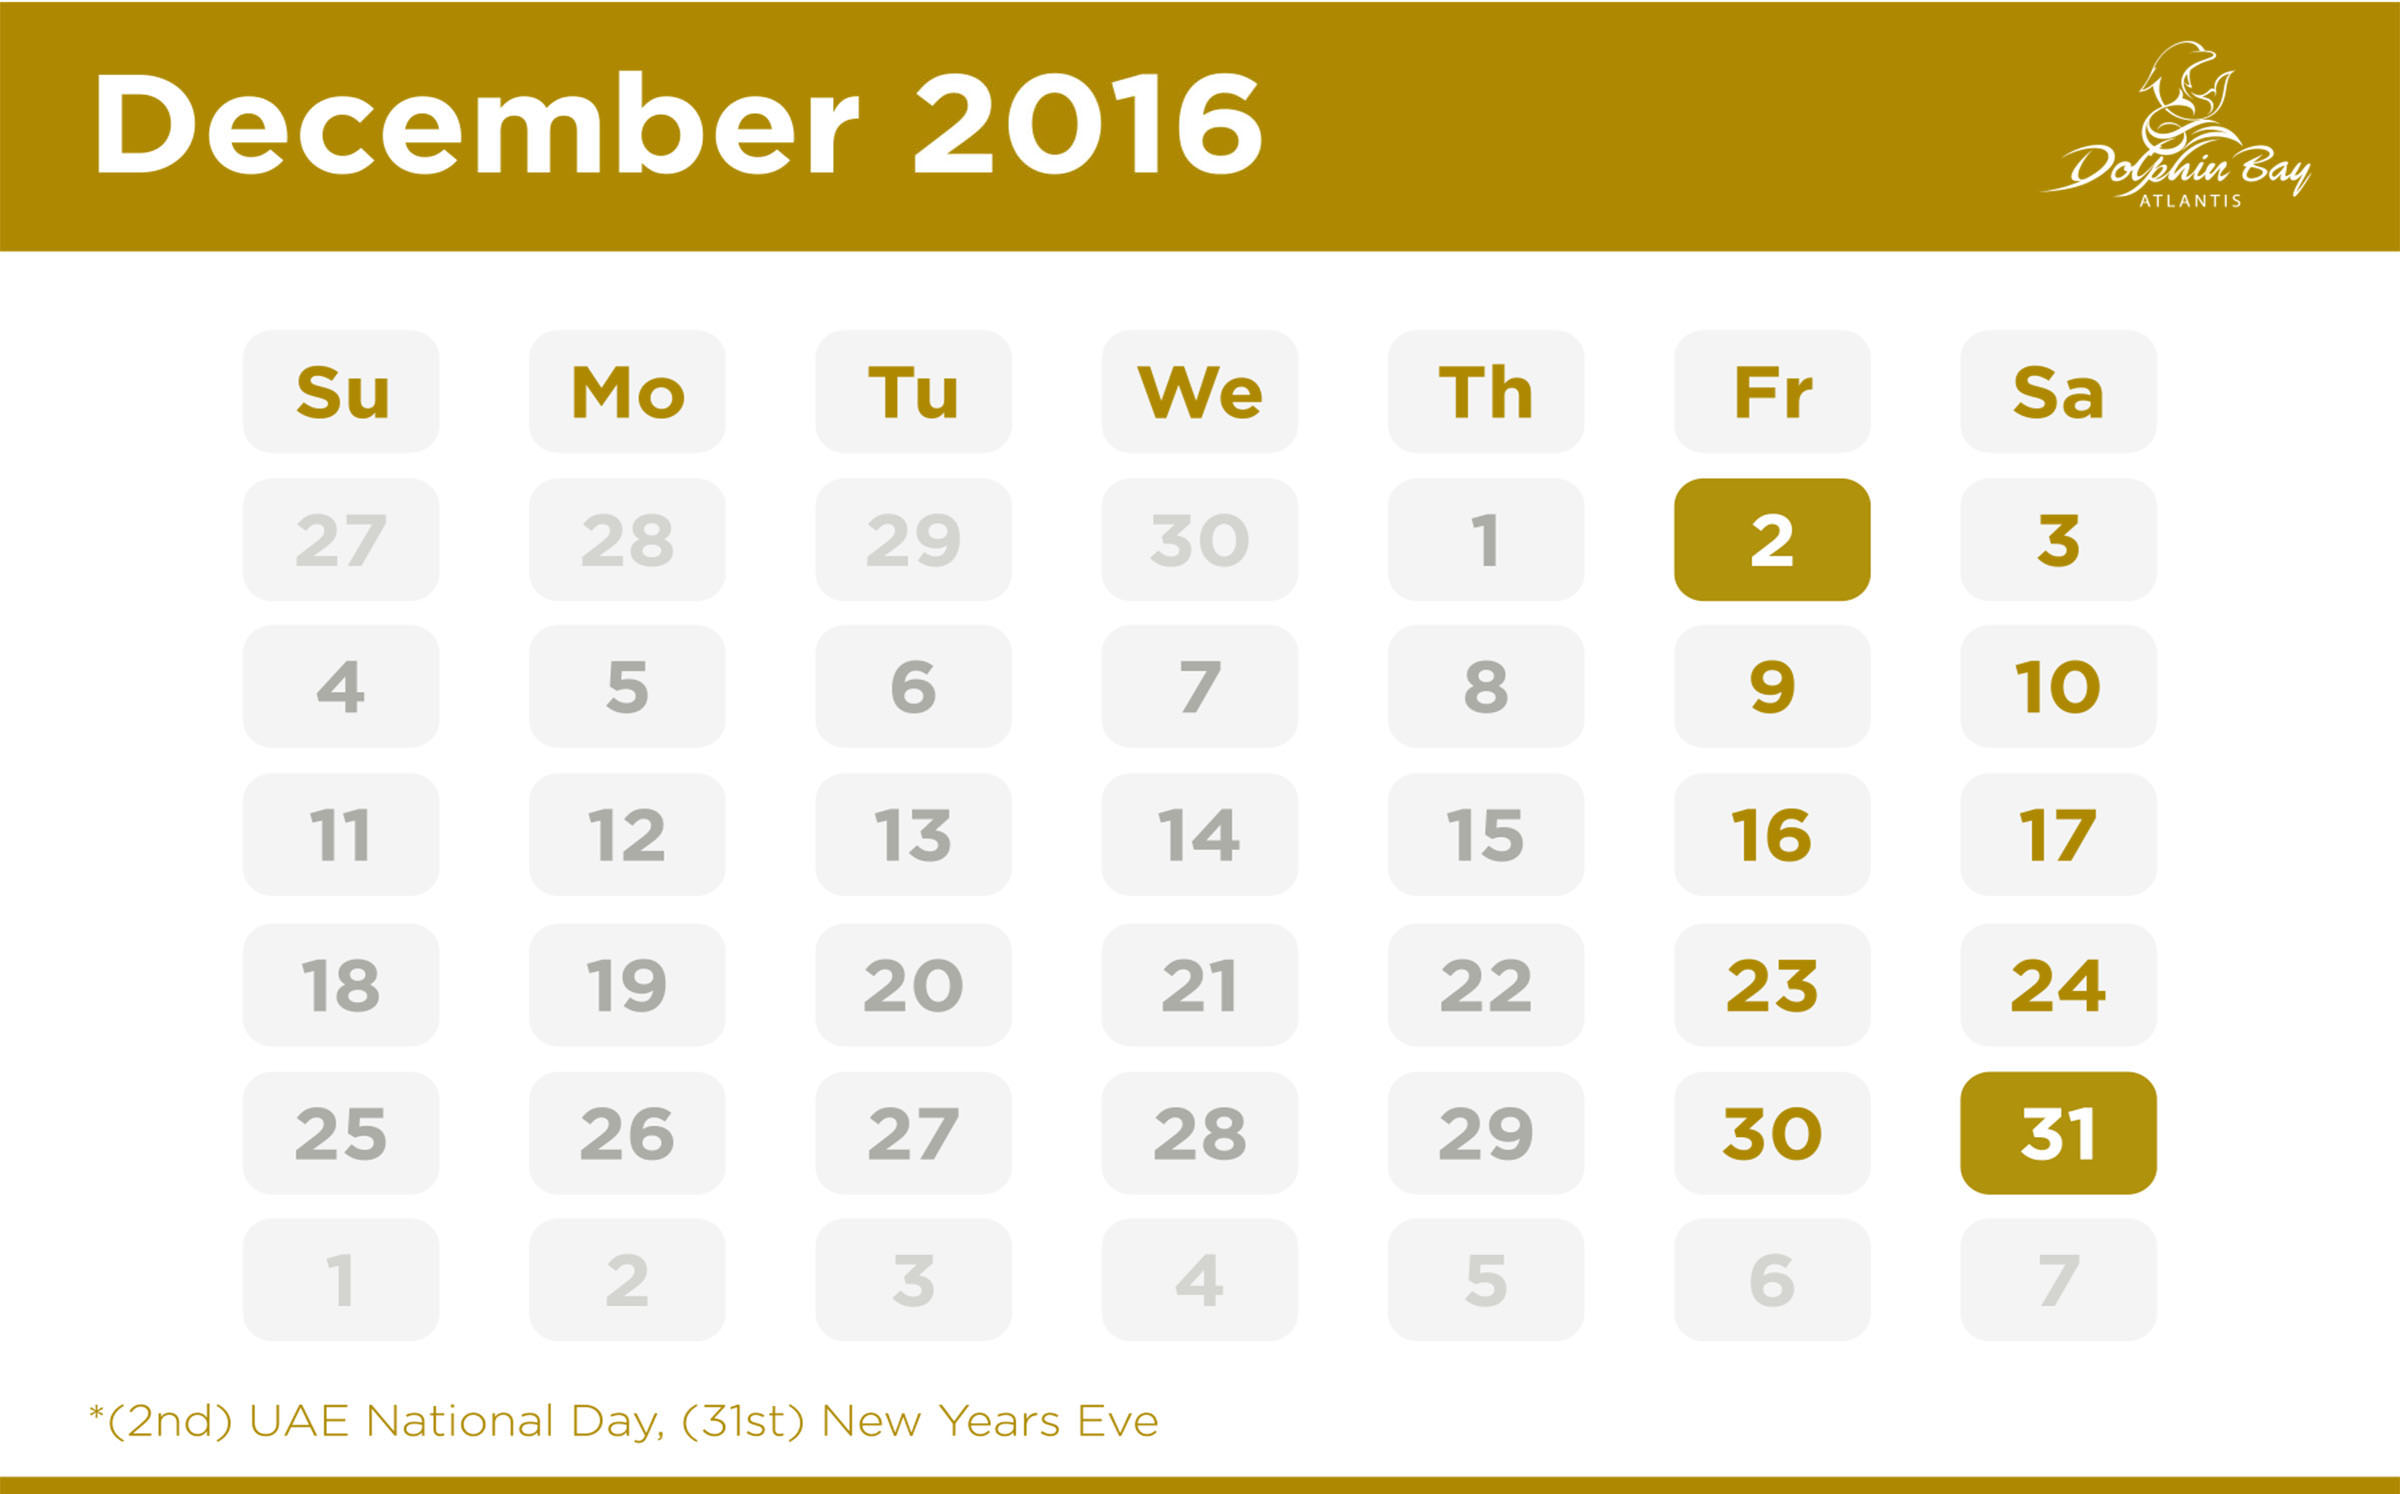 December 2016
Dolphin Bay
ATLANTIS
Su Mo Tu We Th Fr Sa
27 28 29 30 1 2 3
4 5 6 7 8 9 10
11 12 13 14 15 16 17
18 19 20 21 22 23 24
25 26 27 28 29 30 31
1 2 3 4 5 6 7
*(2nd) UAE National Day, (31st) New Years Eve